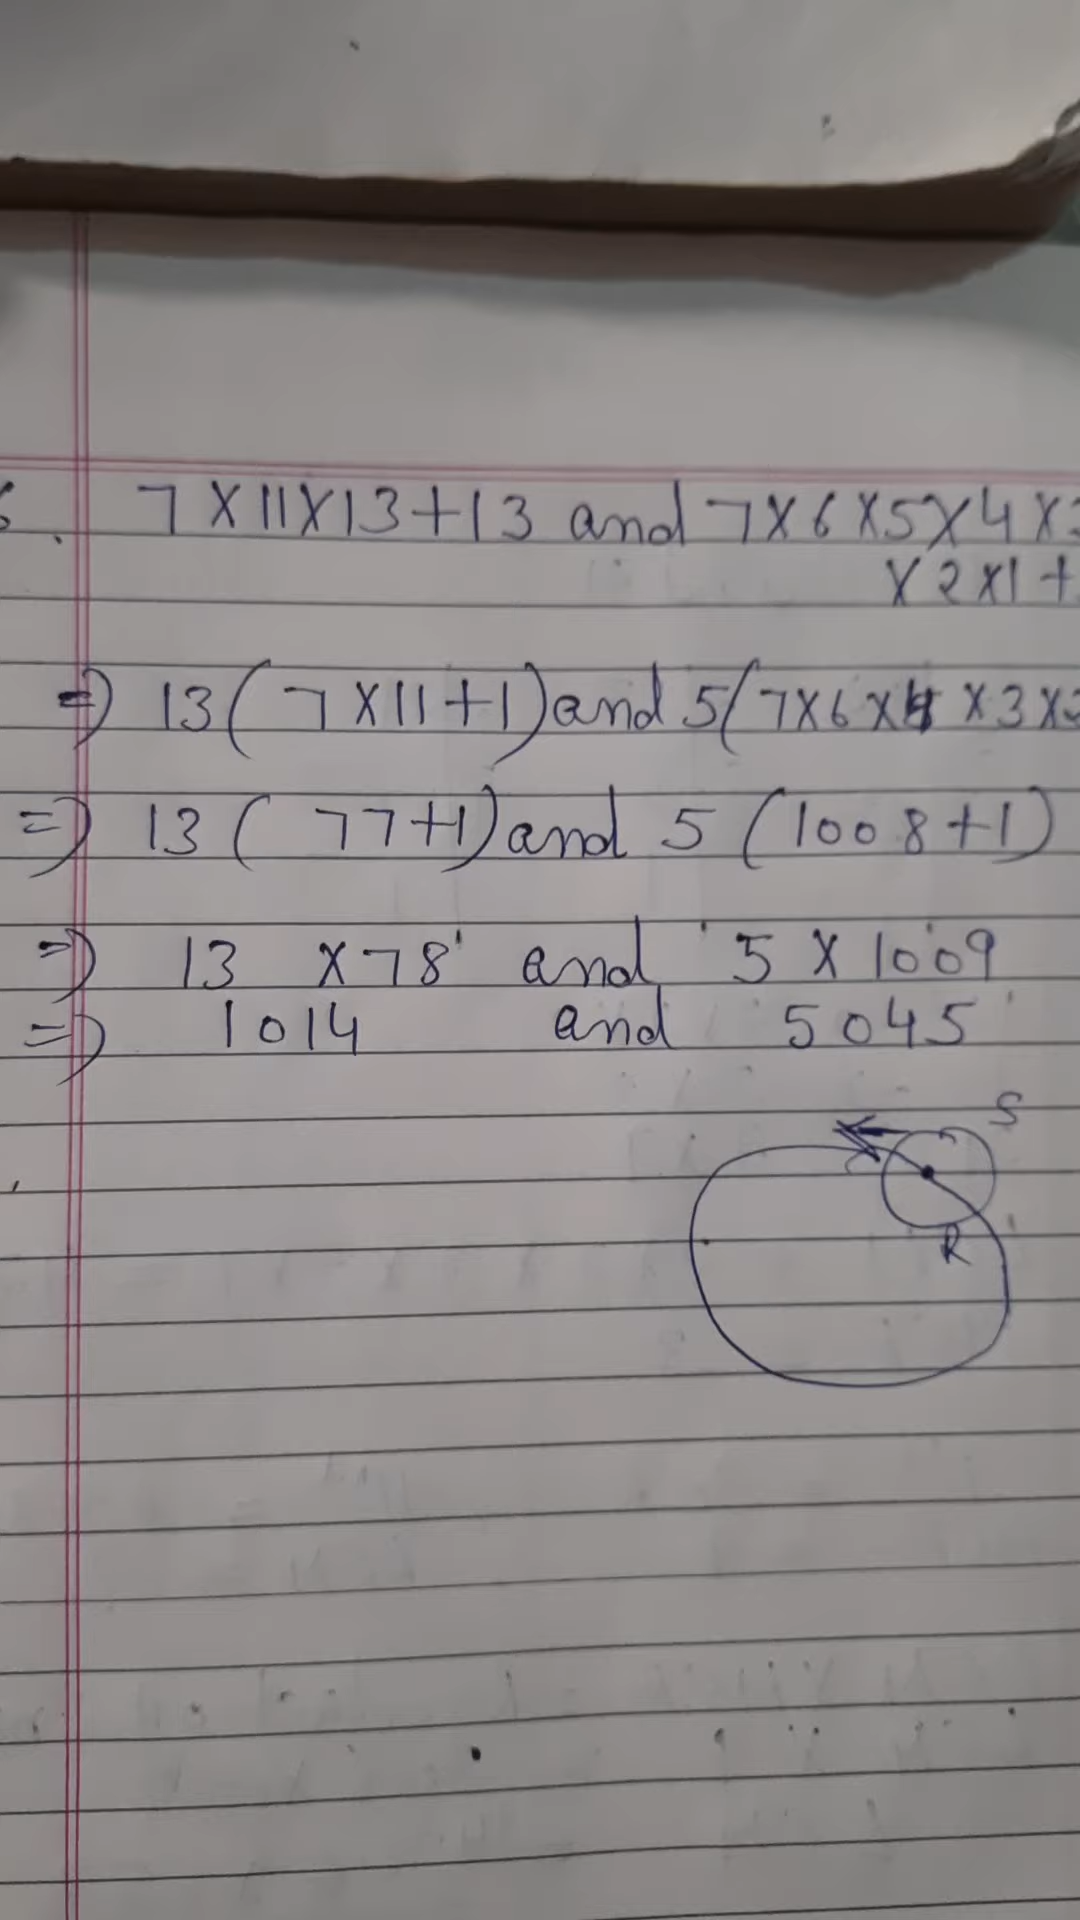 7 X 11 X 13 + 13 and 7 X 6 X 5 X 4 X
X 2 X 1 +
=> 13 ( 7 X 11 + 1 ) and 5 ( 7 X 6 X 4 X 3 X
=> 13 ( 77 + 1 ) and 5 ( 1008 + 1 )
=> 13 X 78 and 5 X 1009
=> 1014 and 5045
S
R